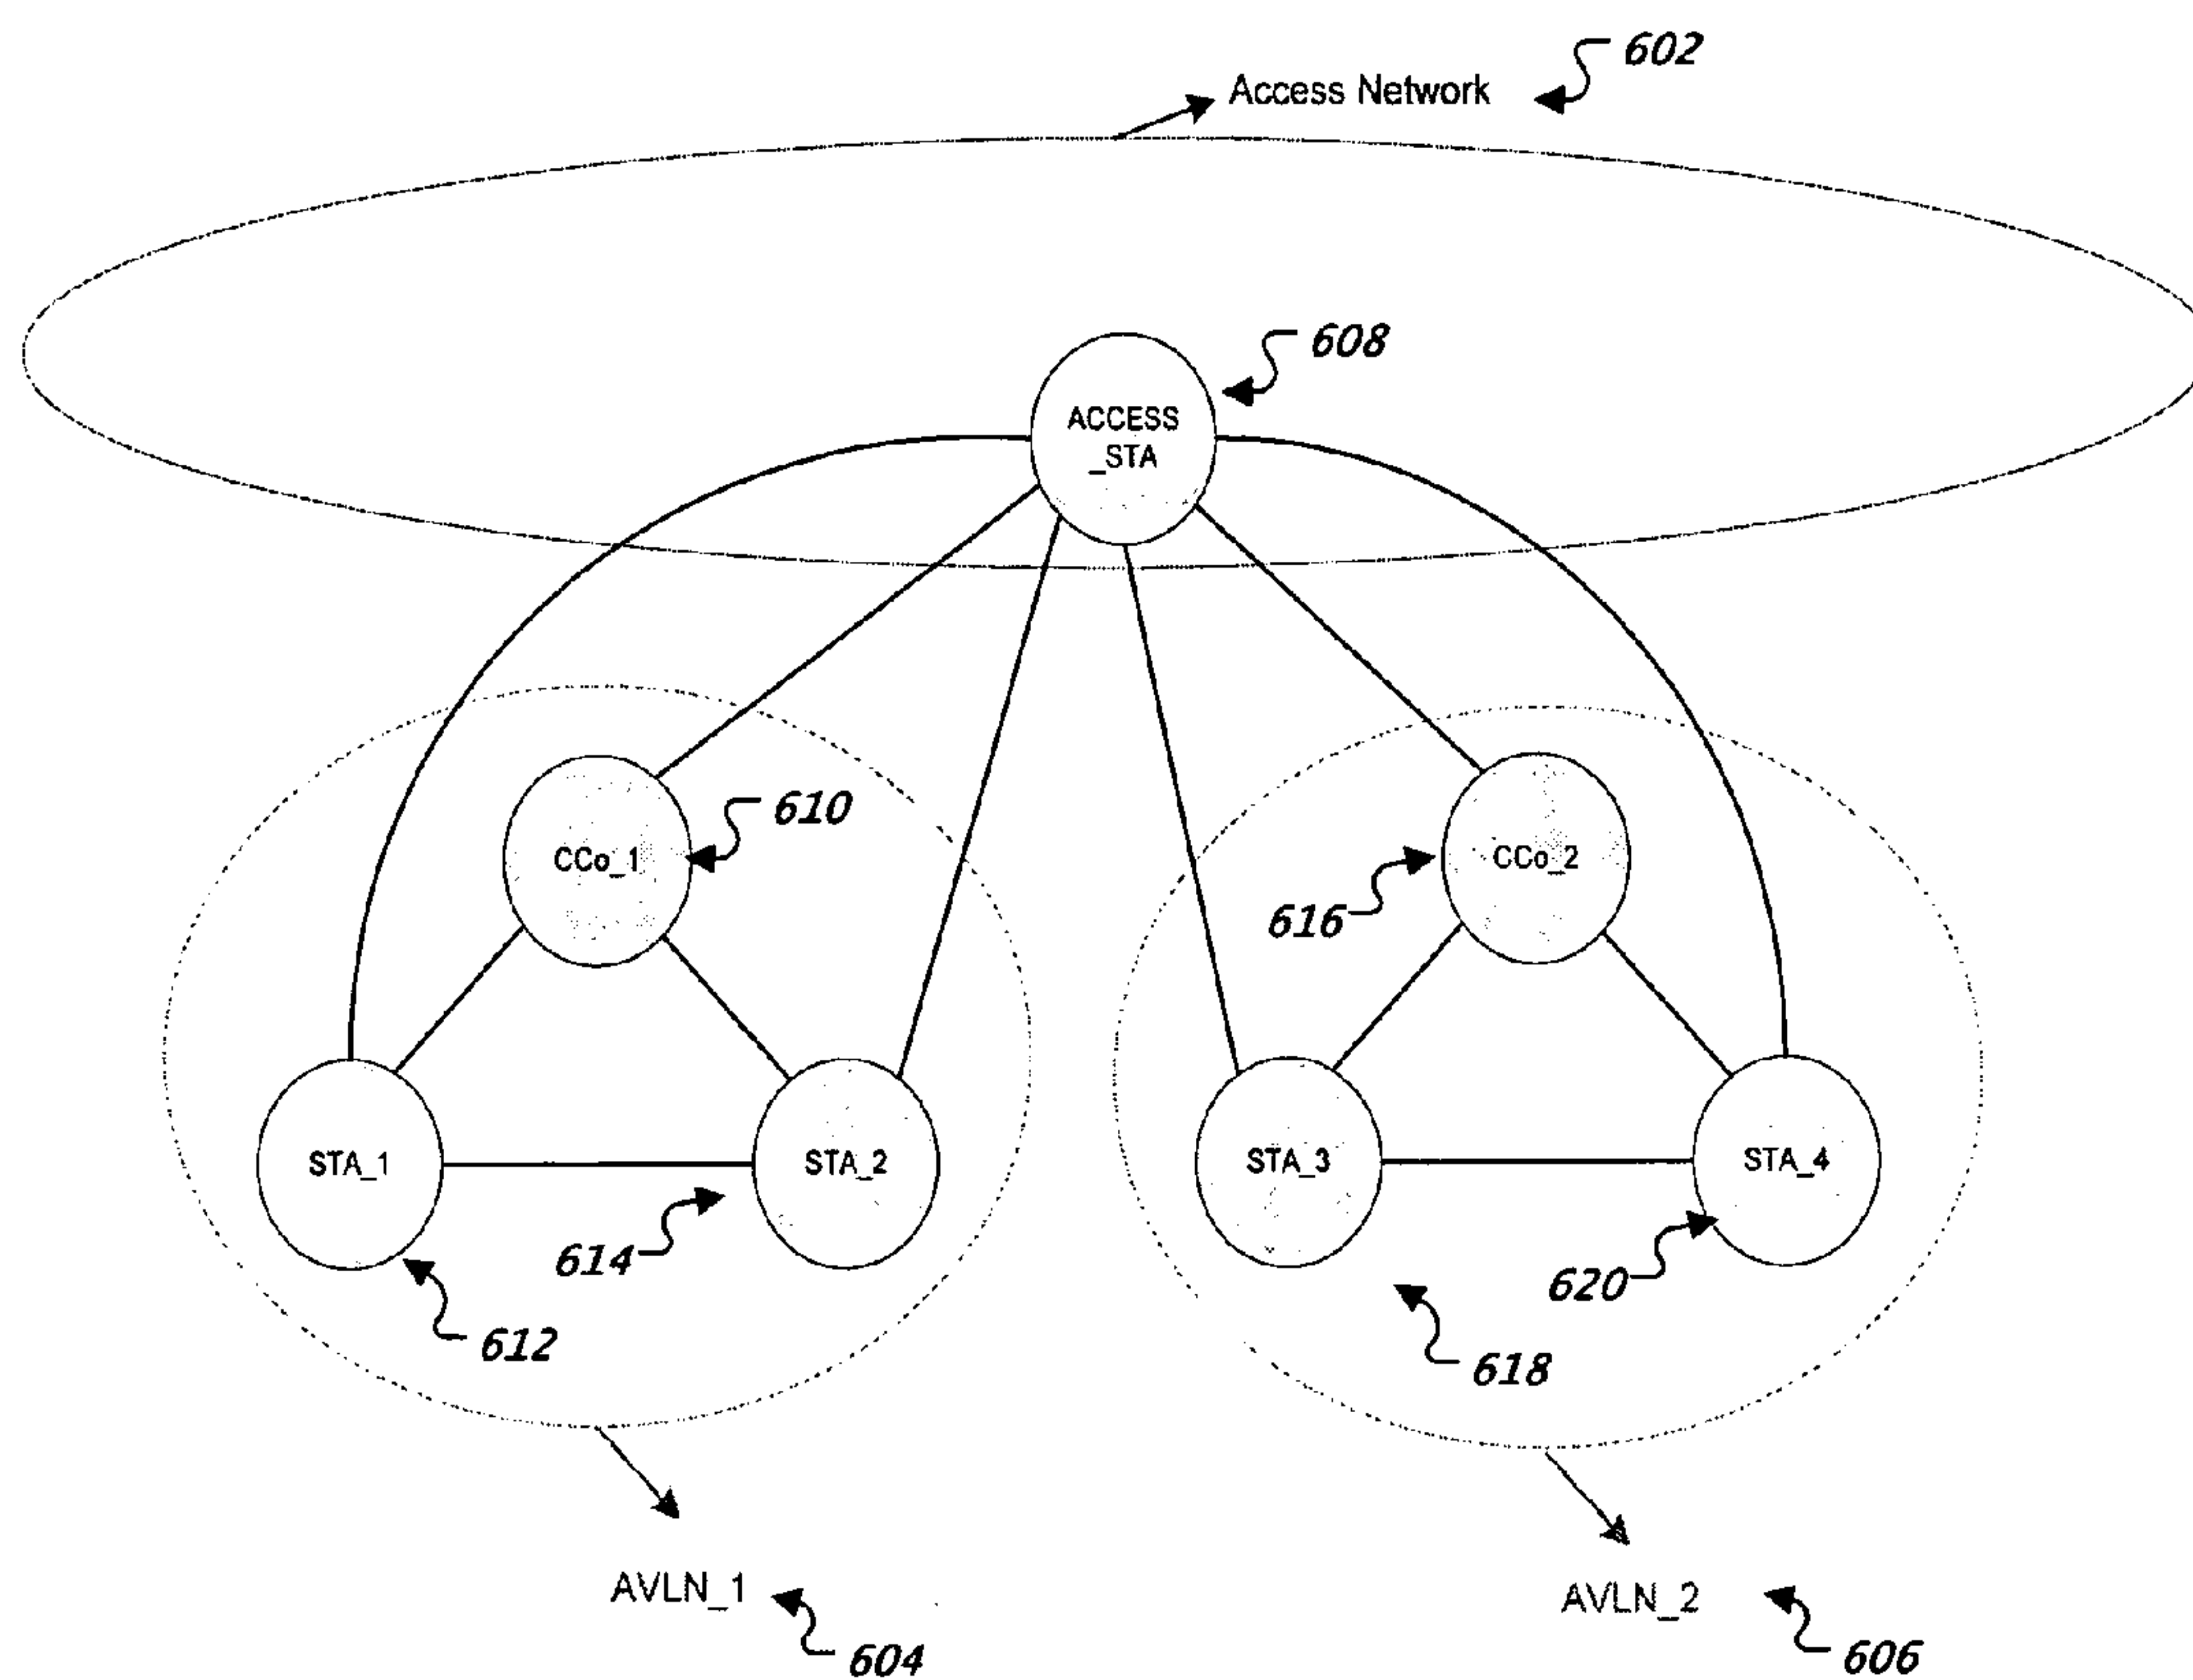 602
Access Network
608
ACCESS
_STA
610
CCo_1
CCo_2
616
STA_1
STA_2
STA_3
STA_4
614
620
612
618
AVLN_1
AVLN_2
604
606